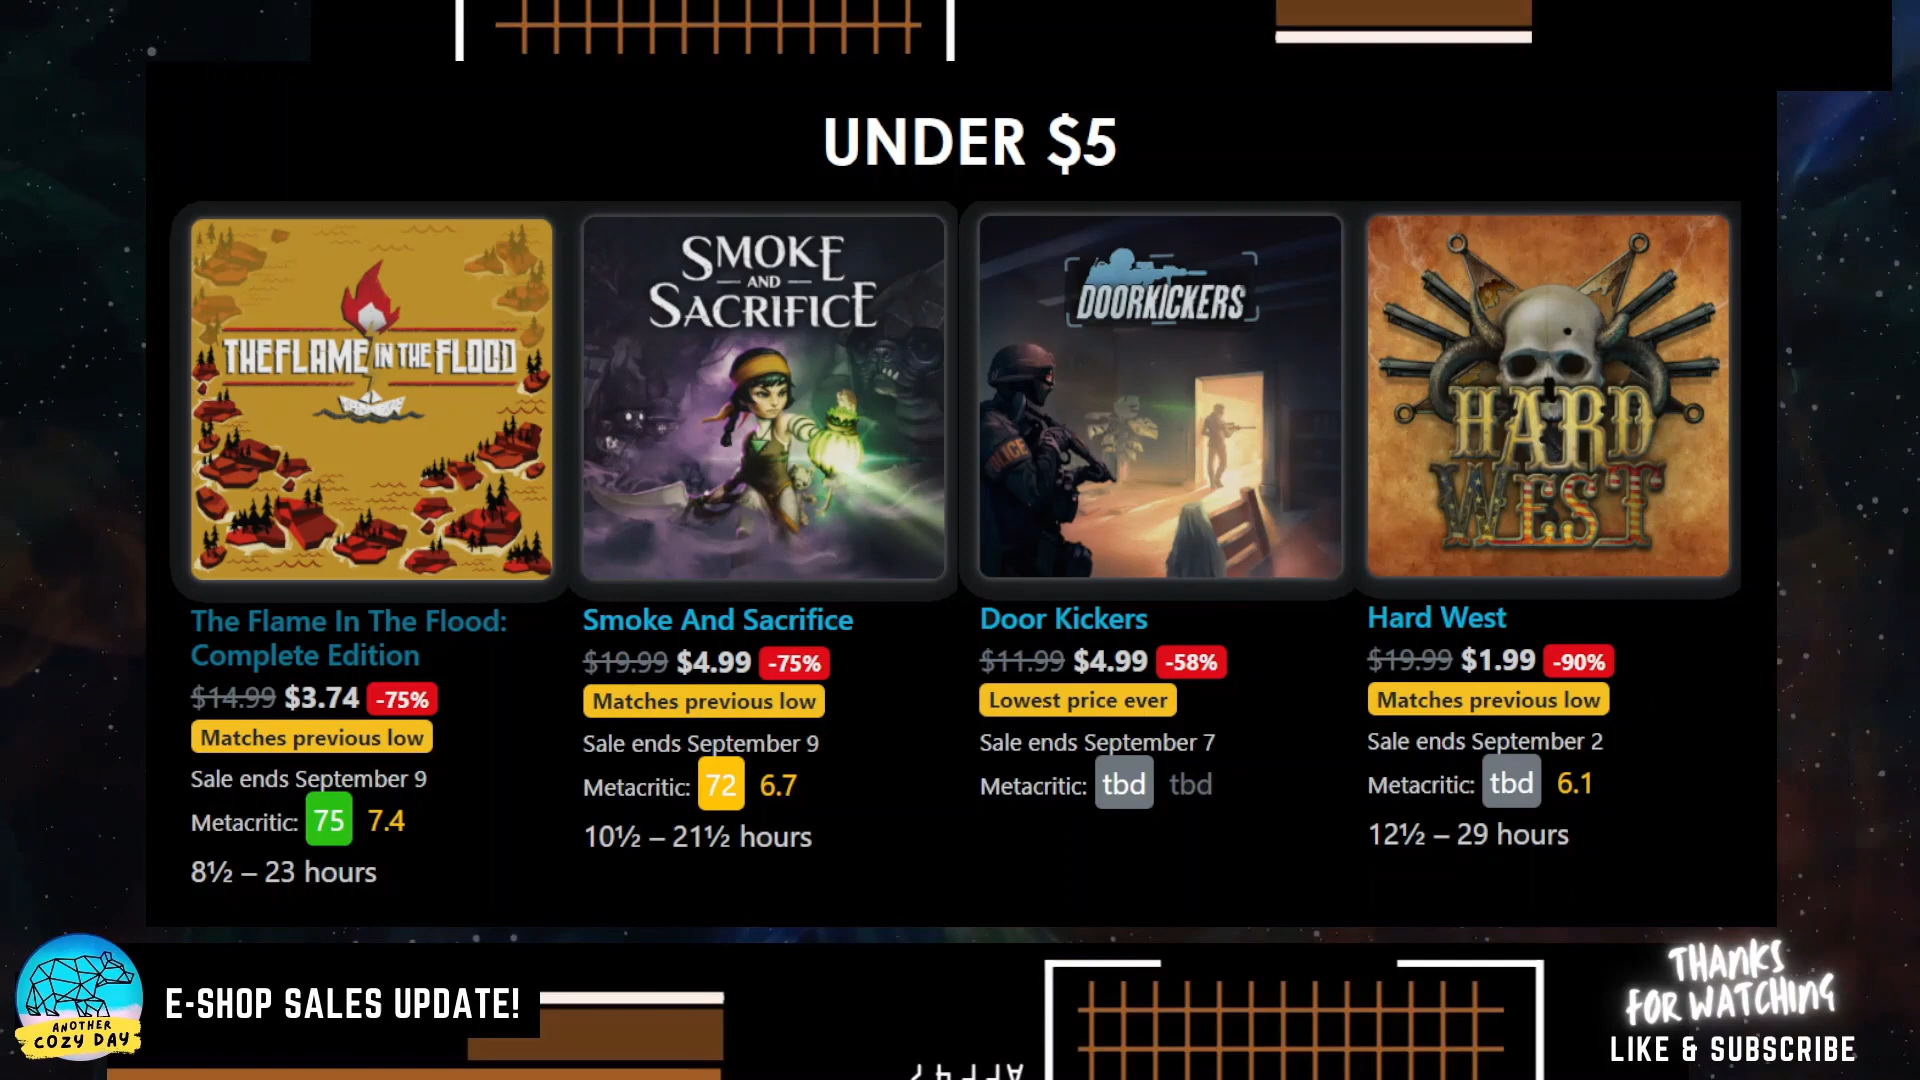 UNDER $5
THE FLAME IN THE FLOOD
SMOKE
AND
SACRIFICE
DOORKICKERS
POLICE
HARD
WEST
The Flame In The Flood:
Complete Edition
$14.99 $3.74 -75%
Matches previous low
Sale ends September 9
Metacritic: 75 7.4
8½ – 23 hours
Smoke And Sacrifice
$19.99 $4.99 -75%
Matches previous low
Sale ends September 9
Metacritic: 72 6.7
10½ – 21½ hours
Door Kickers
$11.99 $4.99 -58%
Lowest price ever
Sale ends September 7
Metacritic: tbd tbd
Hard West
$19.99 $1.99 -90%
Matches previous low
Sale ends September 2
Metacritic: tbd 6.1
12½ – 29 hours
ANOTHER
COZY DAY
E-SHOP SALES UPDATE!
THANKS
FOR WATCHING
LIKE & SUBSCRIBE